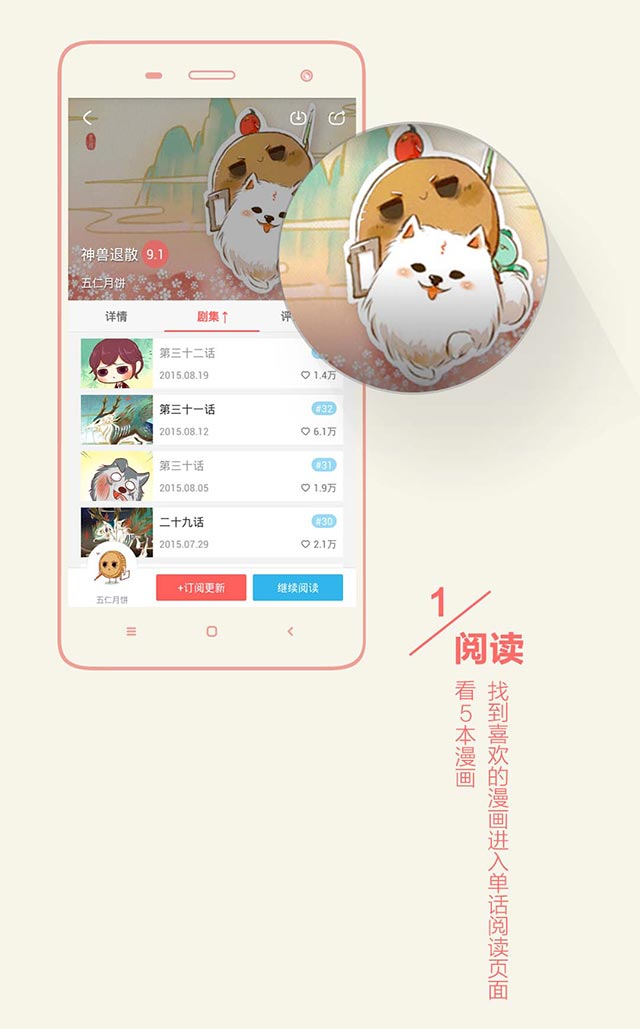 神兽退散 9.1
五仁月饼
详情 剧集↑ 评
第三十二话
2015.08.19 1.4万
第三十一话 #32
2015.08.12 6.1万
第三十话 #31
2015.08.05 1.9万
二十九话 #30
2015.07.29 2.1万
五仁月饼
+订阅更新 继续阅读
1
阅读
找到喜欢的漫画进入单话阅读页面
看5本漫画